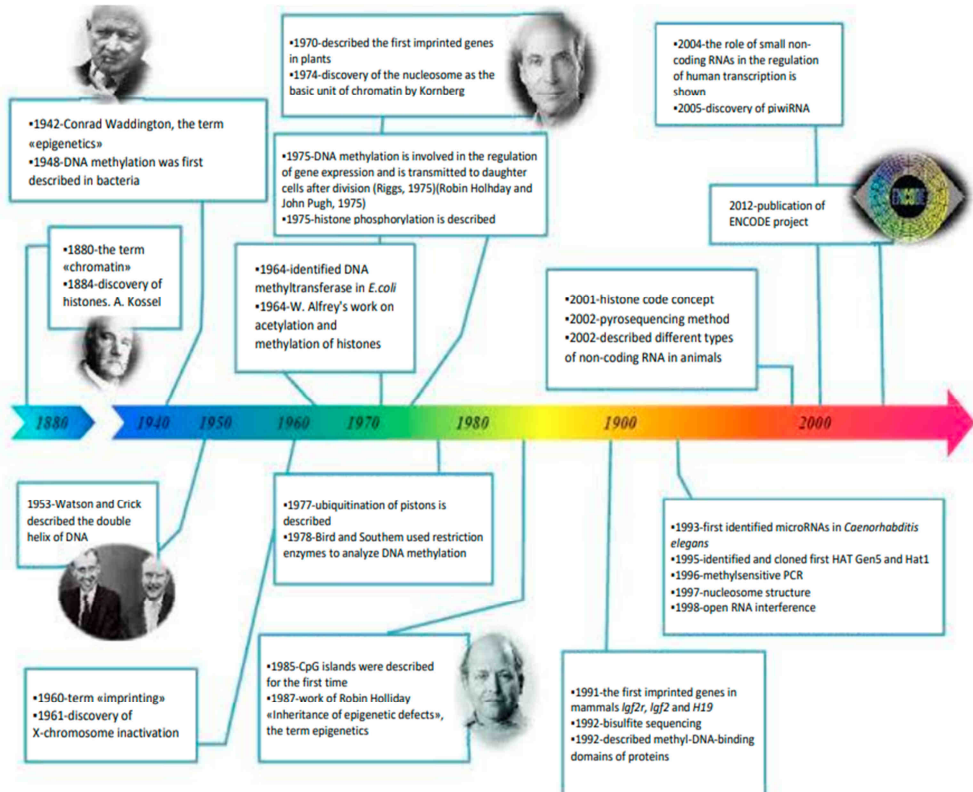 •1970-described the first imprinted genes
in plants
•1974-discovery of the nucleosome as the
basic unit of chromatin by Kornberg
•2004-the role of small non-
coding RNAs in the regulation
of human transcription is
shown
•2005-discovery of piwiRNA
•1942-Conrad Waddington, the term
«epigenetics»
•1948-DNA methylation was first
described in bacteria
•1975-DNA methylation is involved in the regulation
of gene expression and is transmitted to daughter
cells after division (Riggs, 1975)(Robin Holhday and
John Pugh, 1975)
•1975-histone phosphorylation is described
2012-publication of
ENCODE project
ENCODE
•1880-the term
«chromatin»
•1884-discovery of
histones. A. Kossel
•1964-identified DNA
methyltransferase in E.coli
•1964-W. Alfrey's work on
acetylation and
methylation of histones
•2001-histone code concept
•2002-pyrosequencing method
•2002-described different types
of non-coding RNA in animals
1880 1940 1950 1960 1970 1980 1900 2000
1953-Watson and Crick
described the double
helix of DNA
•1977-ubiquitination of pistons is
described
•1978-Bird and Southem used restriction
enzymes to analyze DNA methylation
•1993-first identified microRNAs in Caenorhabditis
elegans
•1995-identified and cloned first HAT Gen5 and Hat1
•1996-methylsensitive PCR
•1997-nucleosome structure
•1998-open RNA interference
•1960-term «imprinting»
•1961-discovery of
X-chromosome inactivation
•1985-CpG islands were described
for the first time
•1987-work of Robin Holliday
«Inheritance of epigenetic defects»,
the term epigenetics
•1991-the first imprinted genes in
mammals Igf2r, Igf2 and H19
•1992-bisulfite sequencing
•1992-described methyl-DNA-binding
domains of proteins